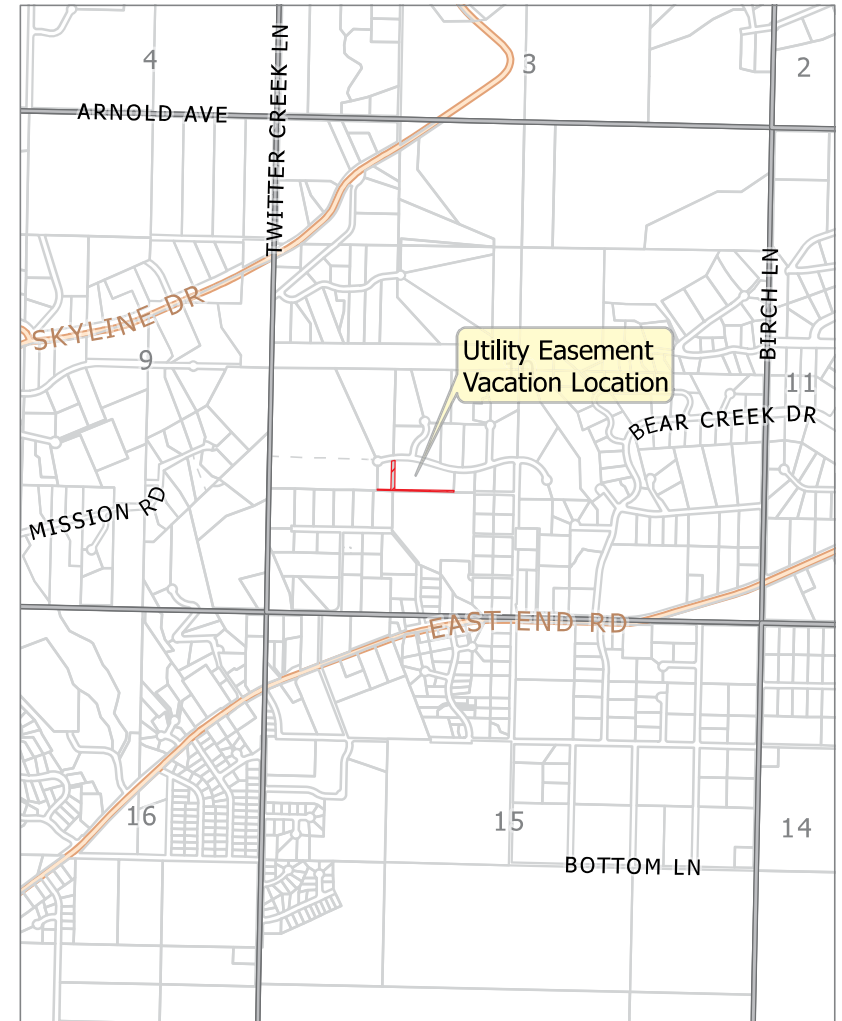 4
3
2
ARNOLD AVE
TWITTER CREEK LN
SKYLINE DR
BIRCH LN
9
Utility Easement
Vacation Location
11
BEAR CREEK DR
MISSION RD
EAST END RD
16
15
14
BOTTOM LN